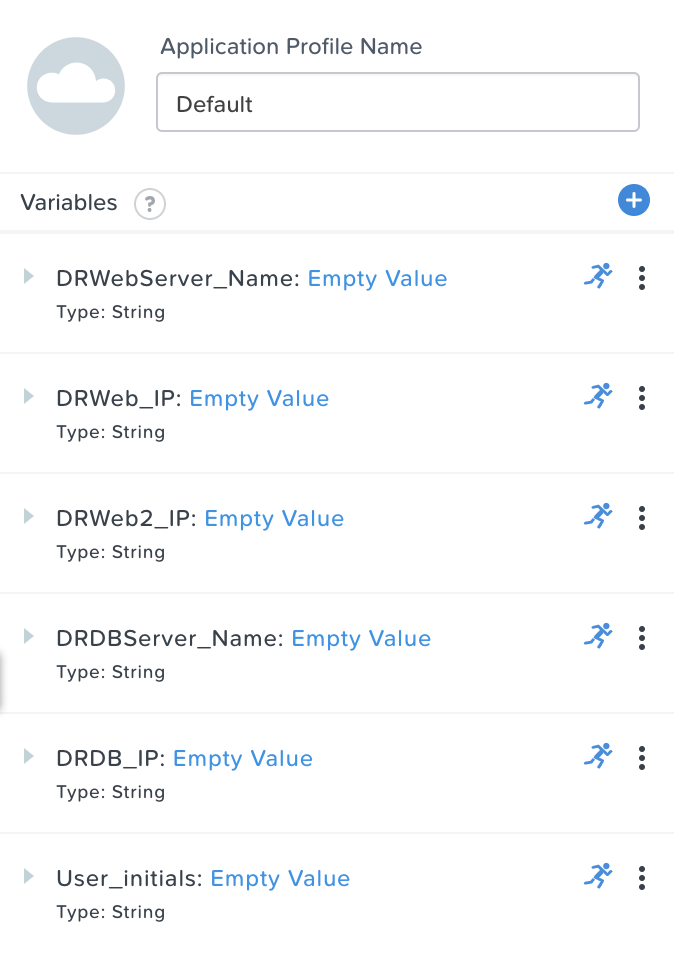 Application Profile Name
Default
Variables ?
DRWebServer_Name: Empty Value
Type: String
DRWeb_IP: Empty Value
Type: String
DRWeb2_IP: Empty Value
Type: String
DRDBServer_Name: Empty Value
Type: String
DRDB_IP: Empty Value
Type: String
User_initials: Empty Value
Type: String